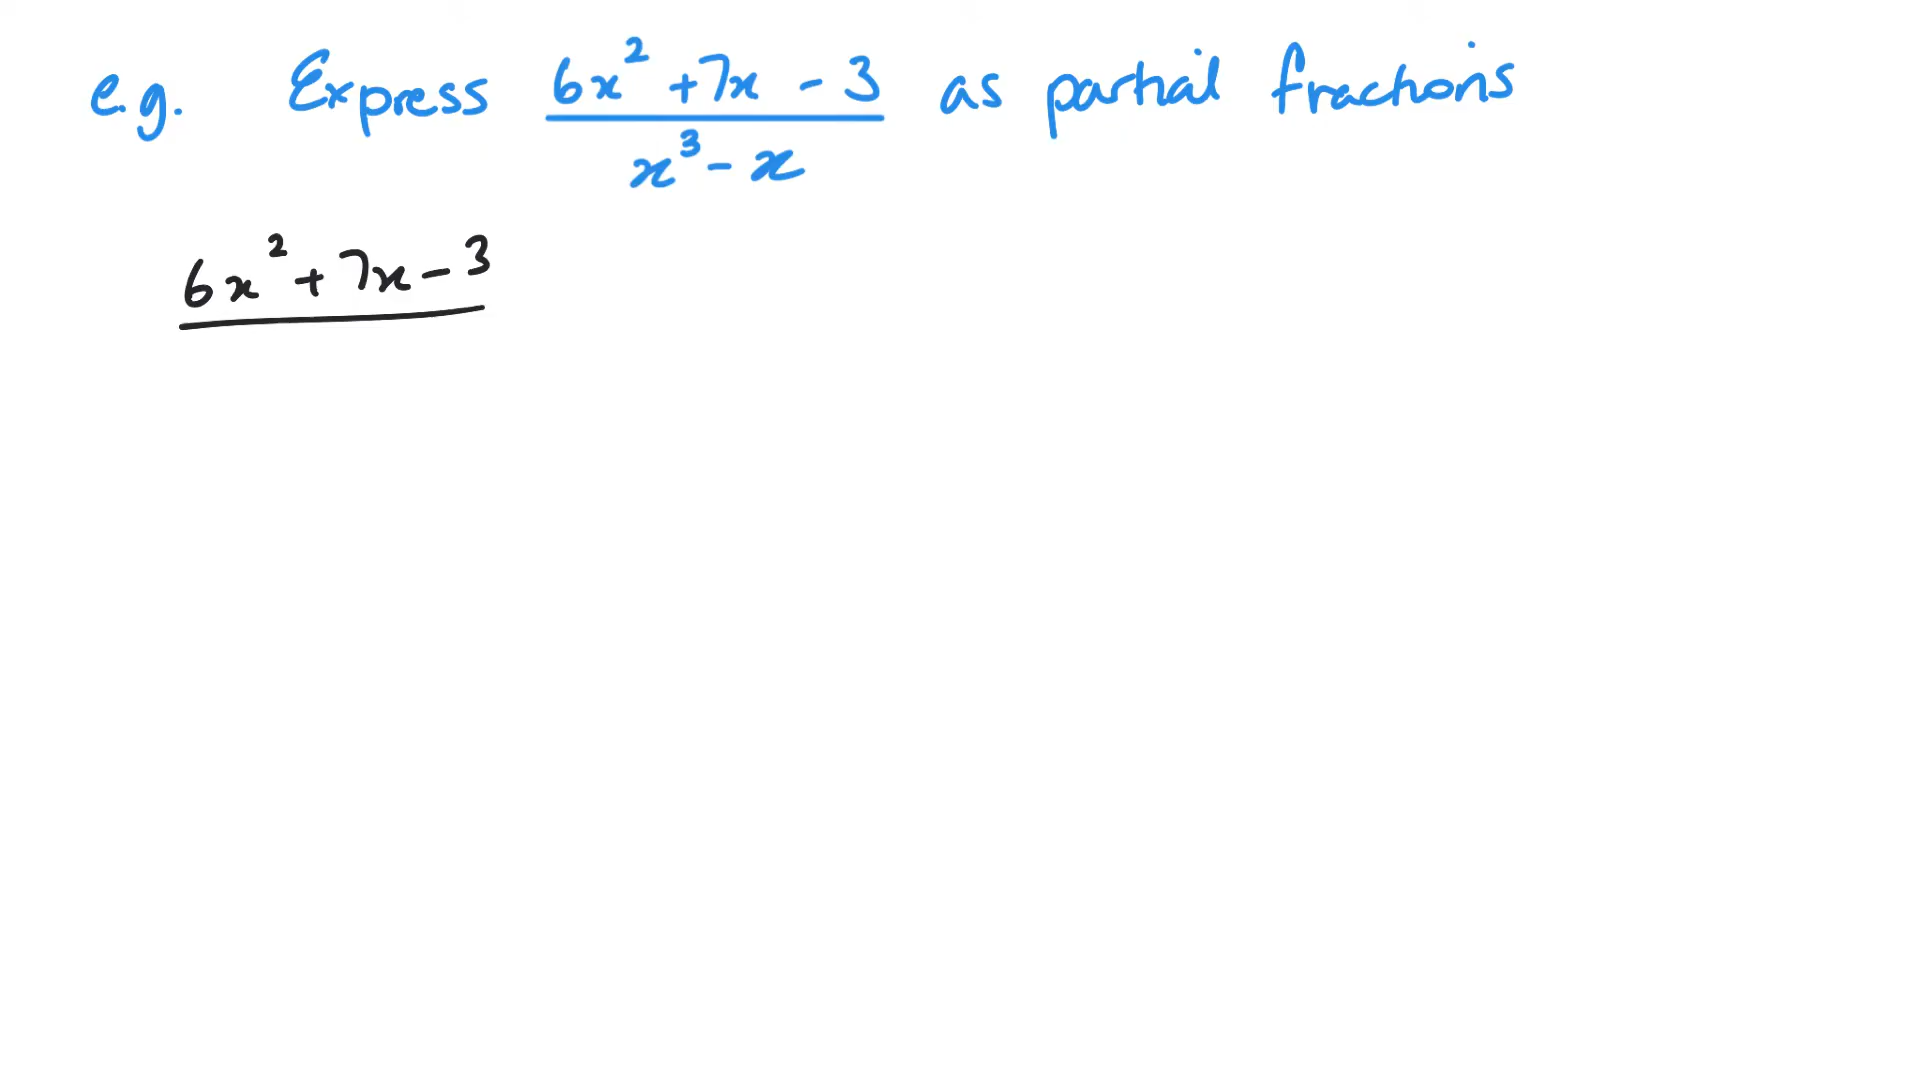 e.g. Express 6x² + 7x - 3 as partial fractions
x³ - x
6x² + 7x - 3